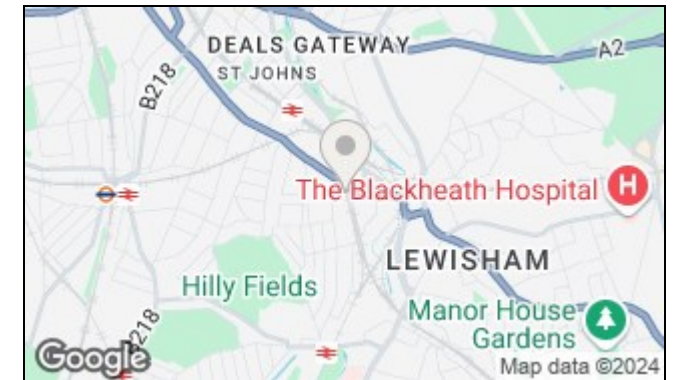 DEALS GATEWAY
A2
ST JOHNS
B218
The Blackheath Hospital
H
LEWISHAM
Hilly Fields
Manor House
Gardens
B218
Google
Map data ©2024